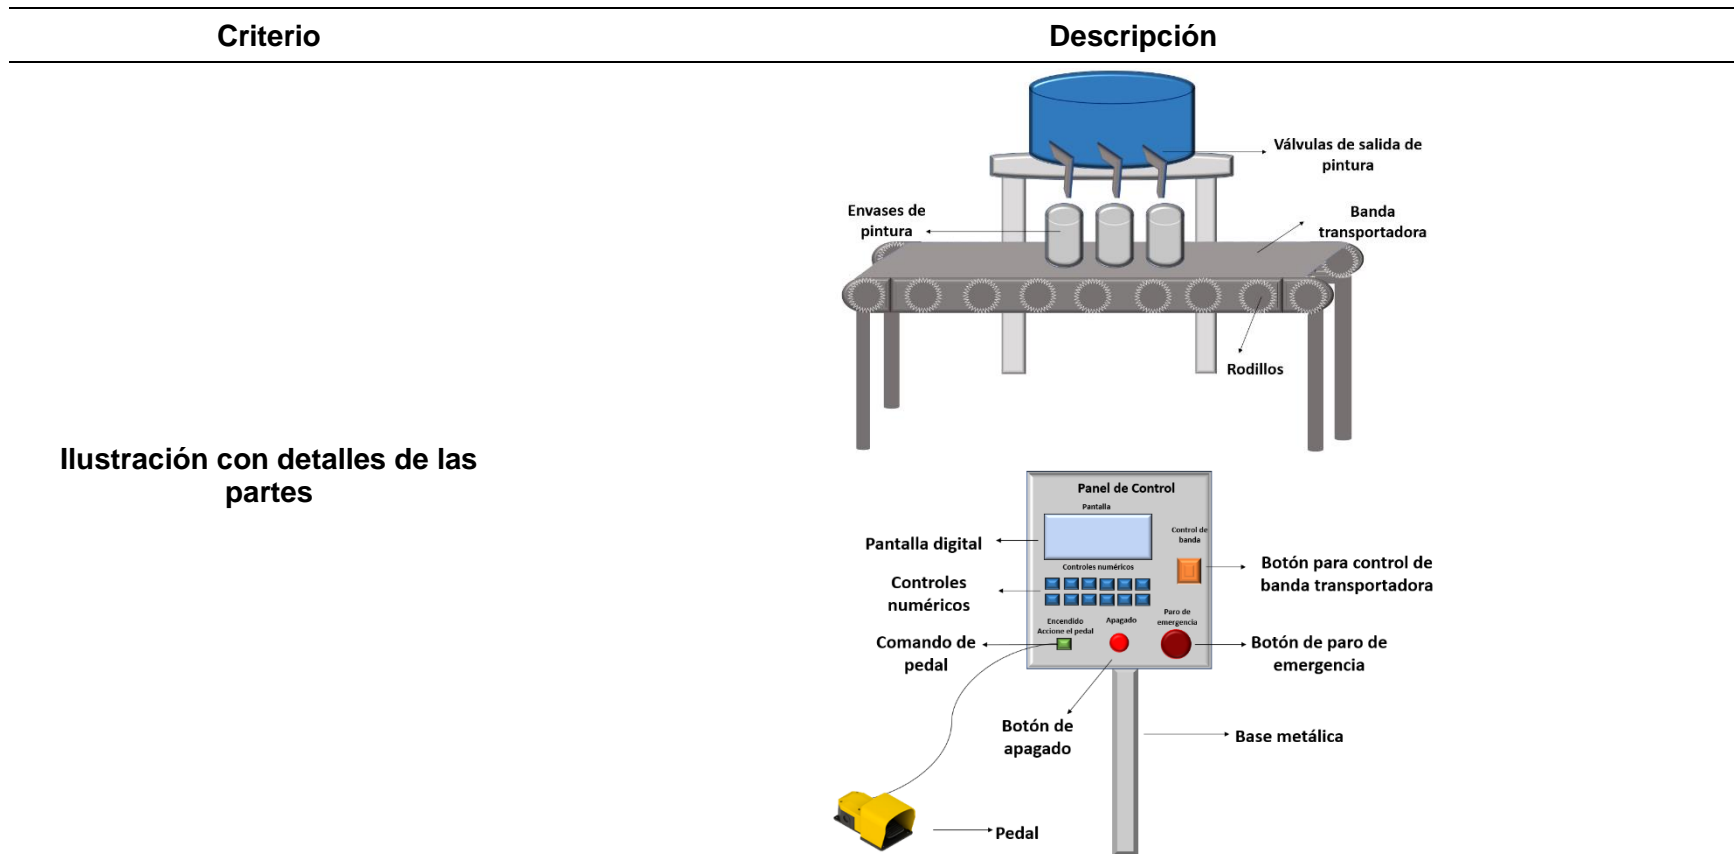 Criterio
Descripción
Ilustración con detalles de las
partes
Válvulas de salida de
pintura
Envases de
pintura
Banda
transportadora
Rodillos
Panel de Control
Pantalla
Control de
banda
Pantalla digital
Controles numéricos
Botón para control de
banda transportadora
Controles
numéricos
Encendido
Accione el pedal
Apagado
Paro de
emergencia
Comando de
pedal
Botón de paro de
emergencia
Botón de
apagado
Base metálica
Pedal